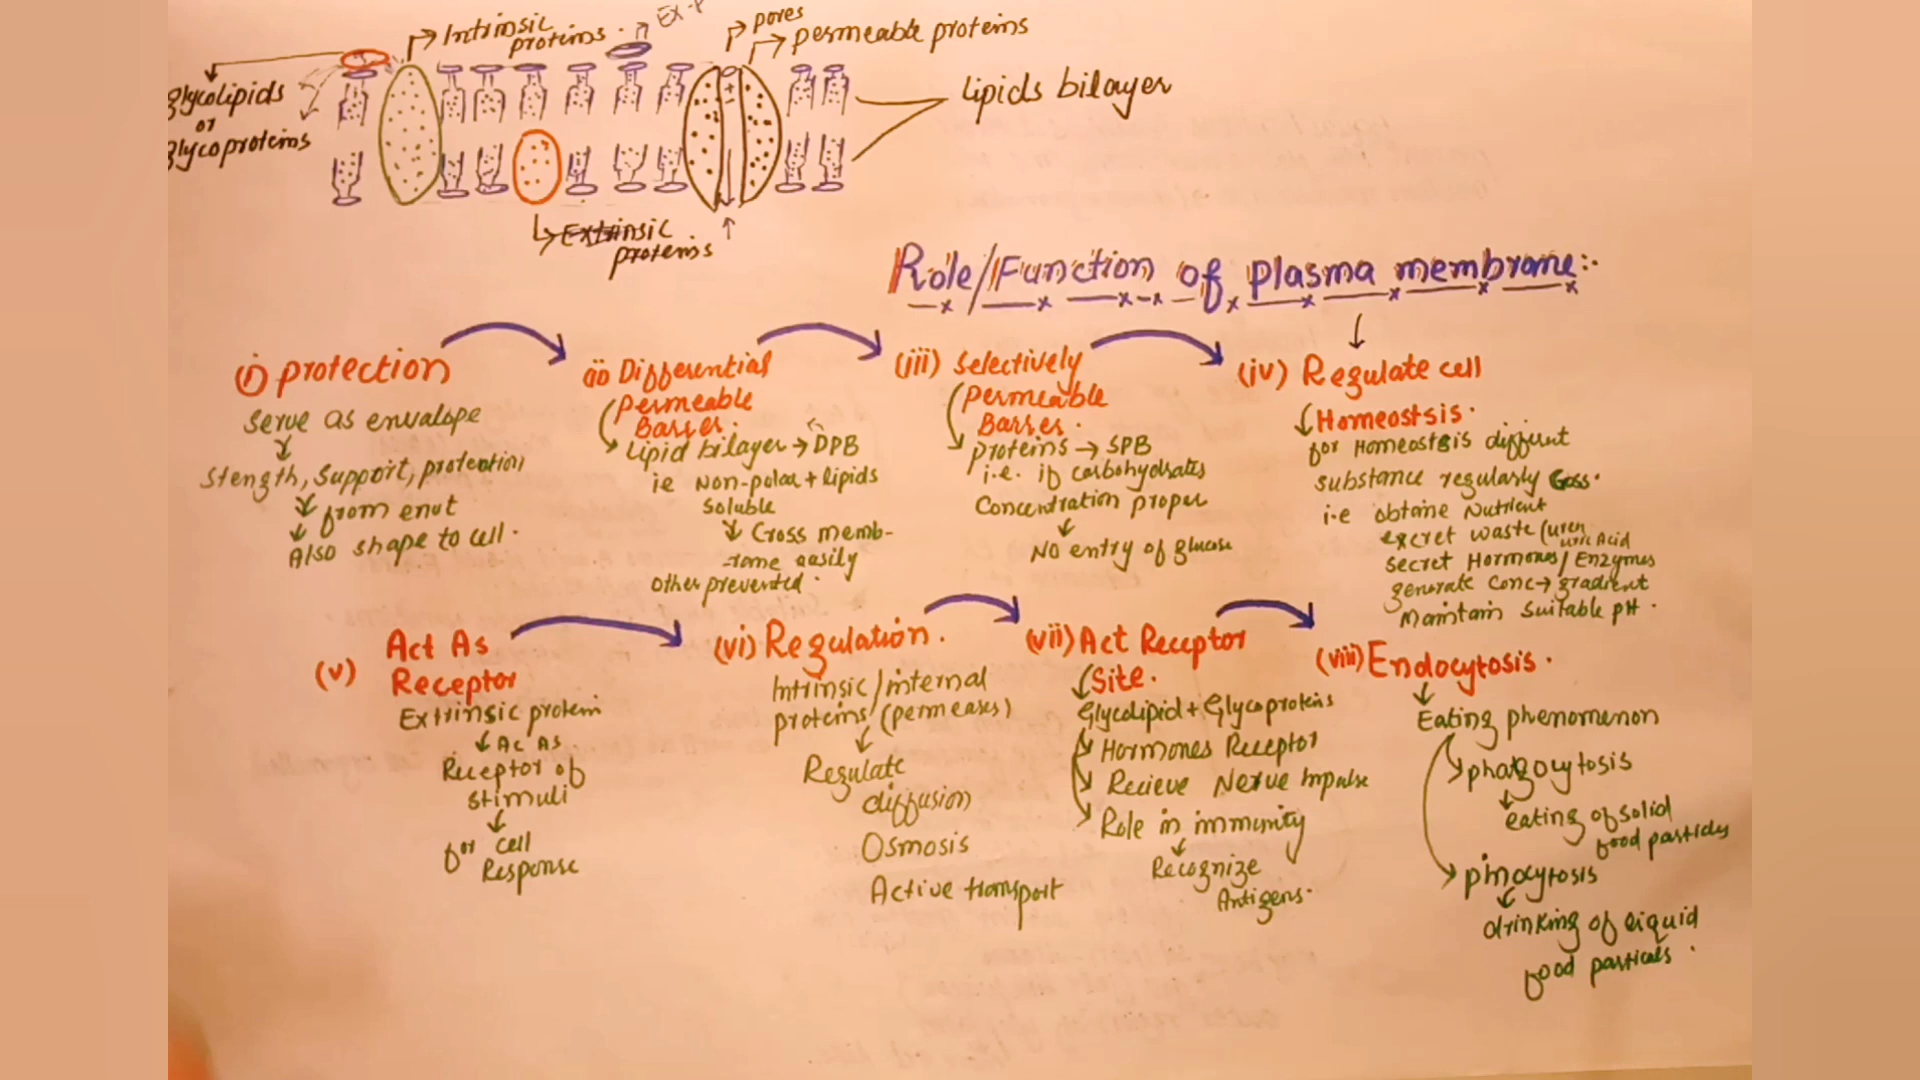 Intrinsic
proteins.
Ex-P
pores
permeable proteins
glycolipids
or
glycoproteins
Lipids bilayer
Extrinsic
proteins
Role/Function of plasma membrane:-
(i) protection
Serve as envelope
Stength, Support, protection
from envt
Also shape to cell.
(ii) Differential
Permeable
Barrer.
Lipid bilayer → DPB
ie Non-polar + lipids
Soluble
Cross memb-
-rane easily
other prevented.
(iii) Selectively
Permeable
Barrer.
proteins → SPB
i.e. if carbohydrates
Concentration proper
No entry of glucose
(iv) Regulate cell
Homeostsis.
for Homeostsis different
substance regularly Cross.
i.e obtaine Nutrient
excret waste (urea
uric Acid
secret Hormones/Enzymes
generate Conc→ gradient
Maintain Suitable pH.
(v) Act As
Receptor
Extrinsic protein
Ac As
Receptor of
stimuli
for cell
Response
(vi) Regulation.
Intrinsic/internal
proteins (permeases)
Regulate
diffusion
Osmosis
Active transport
(vii) Act Receptor
Site.
Glycolipid + Glycoproteins
Hormones Receptor
Recieve Nerve Impulse
Role in immunity
Recognize
Antigens.
(viii) Endocytosis.
Eating phenomenon
phagocytosis
eating of solid
food particles
pinocytosis
drinking of liquid
food particals.